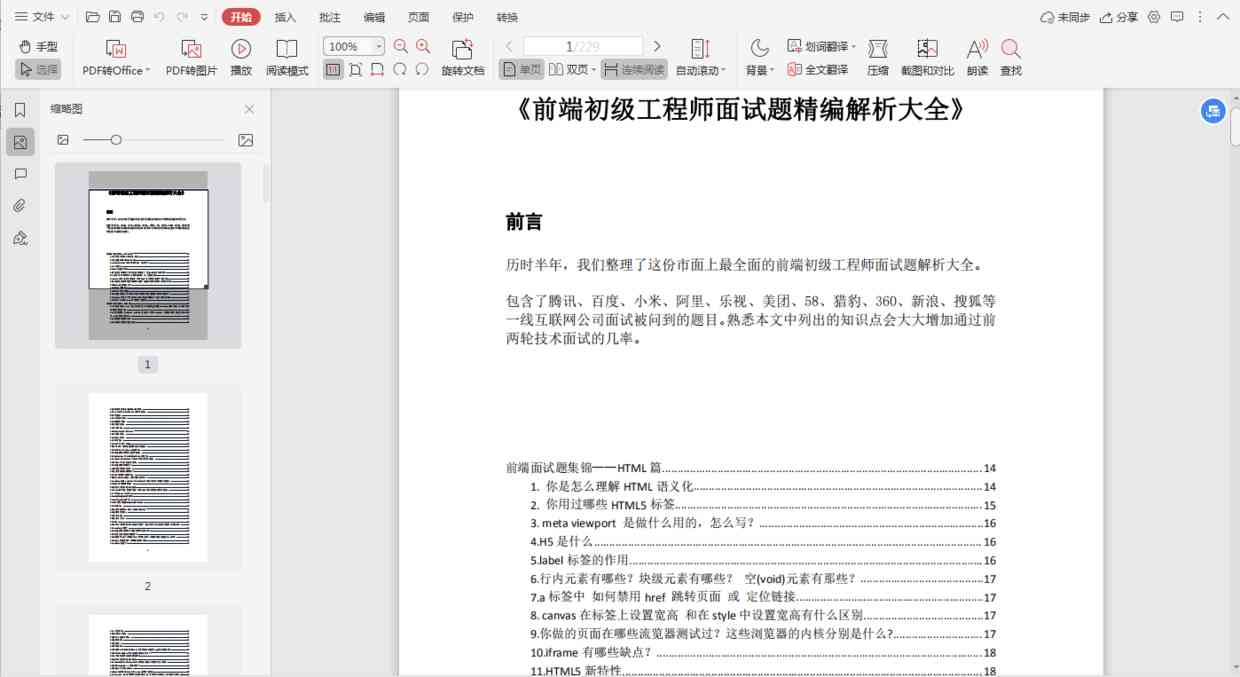 文件
开始
插入
批注
编辑
页面
保护
转换
未同步
分享
手型
选择
PDF转Office
PDF转图片
播放
阅读模式
100%
旋转文档
1/229
单页
双页
连续阅读
自动滚动
背景
划词翻译
全文翻译
压缩
截图和对比
朗读
查找
缩略图
1
2
《前端初级工程师面试题精编解析大全》
前言
历时半年，我们整理了这份市面上最全面的前端初级工程师面试题解析大全。
包含了腾讯、百度、小米、阿里、乐视、美团、58、猎豹、360、新浪、搜狐等
一线互联网公司面试被问到的题目。熟悉本文中列出的知识点会大大增加通过前
两轮技术面试的几率。
前端面试题集锦——HTML 篇 14
1. 你是怎么理解 HTML 语义化 14
2. 你用过哪些 HTML5 标签 15
3. meta viewport 是做什么用的，怎么写？ 16
4.H5 是什么 16
5.label 标签的作用 16
6.行内元素有哪些？块级元素有哪些？ 空(void)元素有那些？ 17
7.a 标签中 如何禁用 href 跳转页面 或 定位链接 17
8. canvas 在标签上设置宽高 和在 style 中设置宽高有什么区别 17
9.你做的页面在哪些流览器测试过？这些浏览器的内核分别是什么? 17
10.iframe 有哪些缺点？ 18
11.HTML5 新特性 18